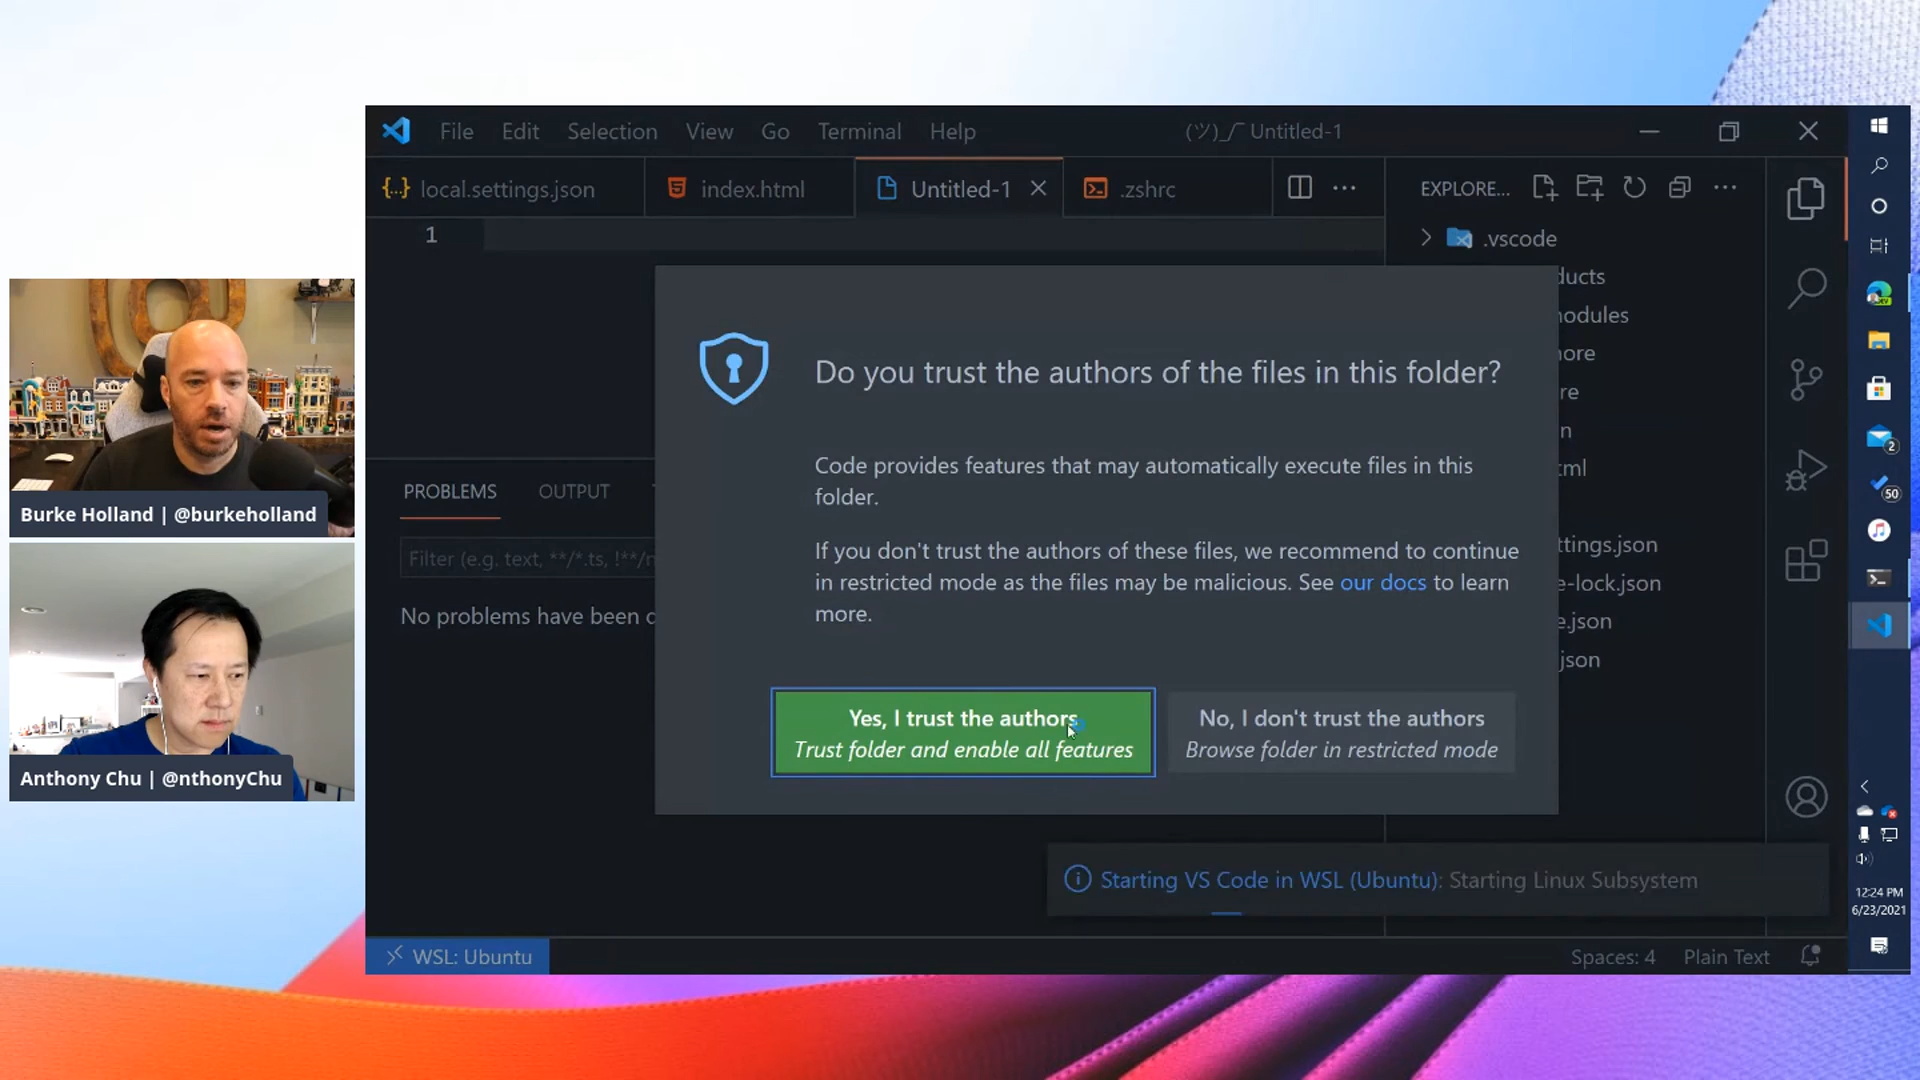 File Edit Selection View Go Terminal Help
(ツ)_/¯ Untitled-1
local.settings.json
index.html
Untitled-1
.zshrc
EXPLORE...
1
.vscode
ducts
nodules
nore
re
n
ml
ttings.json
e-lock.json
e.json
json
Do you trust the authors of the files in this folder?
Code provides features that may automatically execute files in this
folder.
If you don't trust the authors of these files, we recommend to continue
in restricted mode as the files may be malicious. See our docs to learn
more.
Yes, I trust the authors
Trust folder and enable all features
No, I don't trust the authors
Browse folder in restricted mode
PROBLEMS OUTPUT
Filter (e.g. text, **/*.ts, !**/n
No problems have been d
Starting VS Code in WSL (Ubuntu): Starting Linux Subsystem
WSL: Ubuntu
Spaces: 4 Plain Text
Burke Holland | @burkeholland
Anthony Chu | @nthonyChu
2
50
12:24 PM
6/23/2021